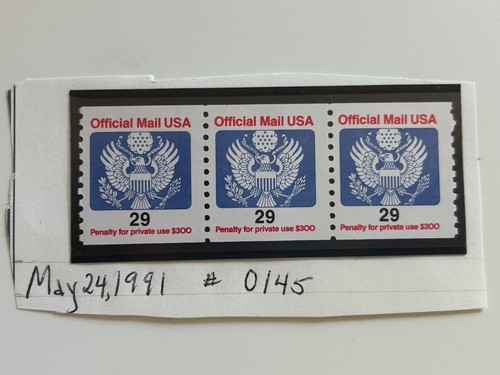 Official Mail USA Official Mail USA Official Mail USA
29 29 29
Penalty for private use $300 Penalty for private use $300 Penalty for private use $300
May 24, 1991 # 0145